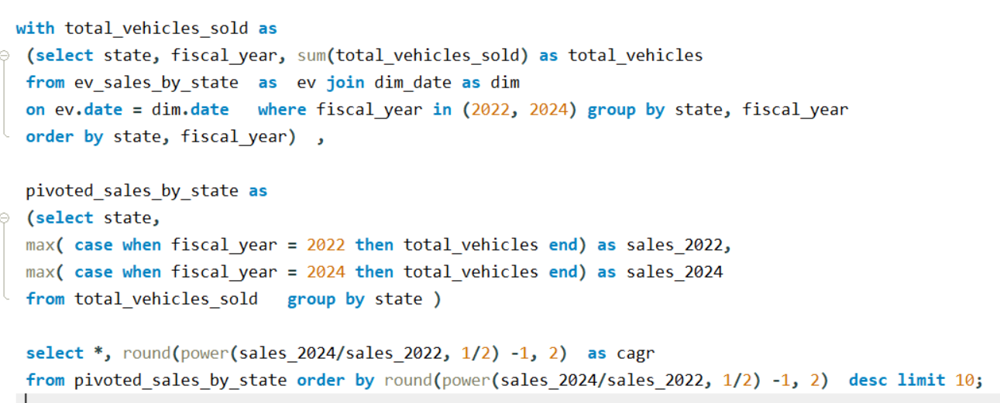 with total_vehicles_sold as
(select state, fiscal_year, sum(total_vehicles_sold) as total_vehicles
from ev_sales_by_state as ev join dim_date as dim
on ev.date = dim.date where fiscal_year in (2022, 2024) group by state, fiscal_year
order by state, fiscal_year) ,
pivoted_sales_by_state as
(select state,
max( case when fiscal_year = 2022 then total_vehicles end) as sales_2022,
max( case when fiscal_year = 2024 then total_vehicles end) as sales_2024
from total_vehicles_sold group by state )
select *, round(power(sales_2024/sales_2022, 1/2) -1, 2) as cagr
from pivoted_sales_by_state order by round(power(sales_2024/sales_2022, 1/2) -1, 2) desc limit 10;